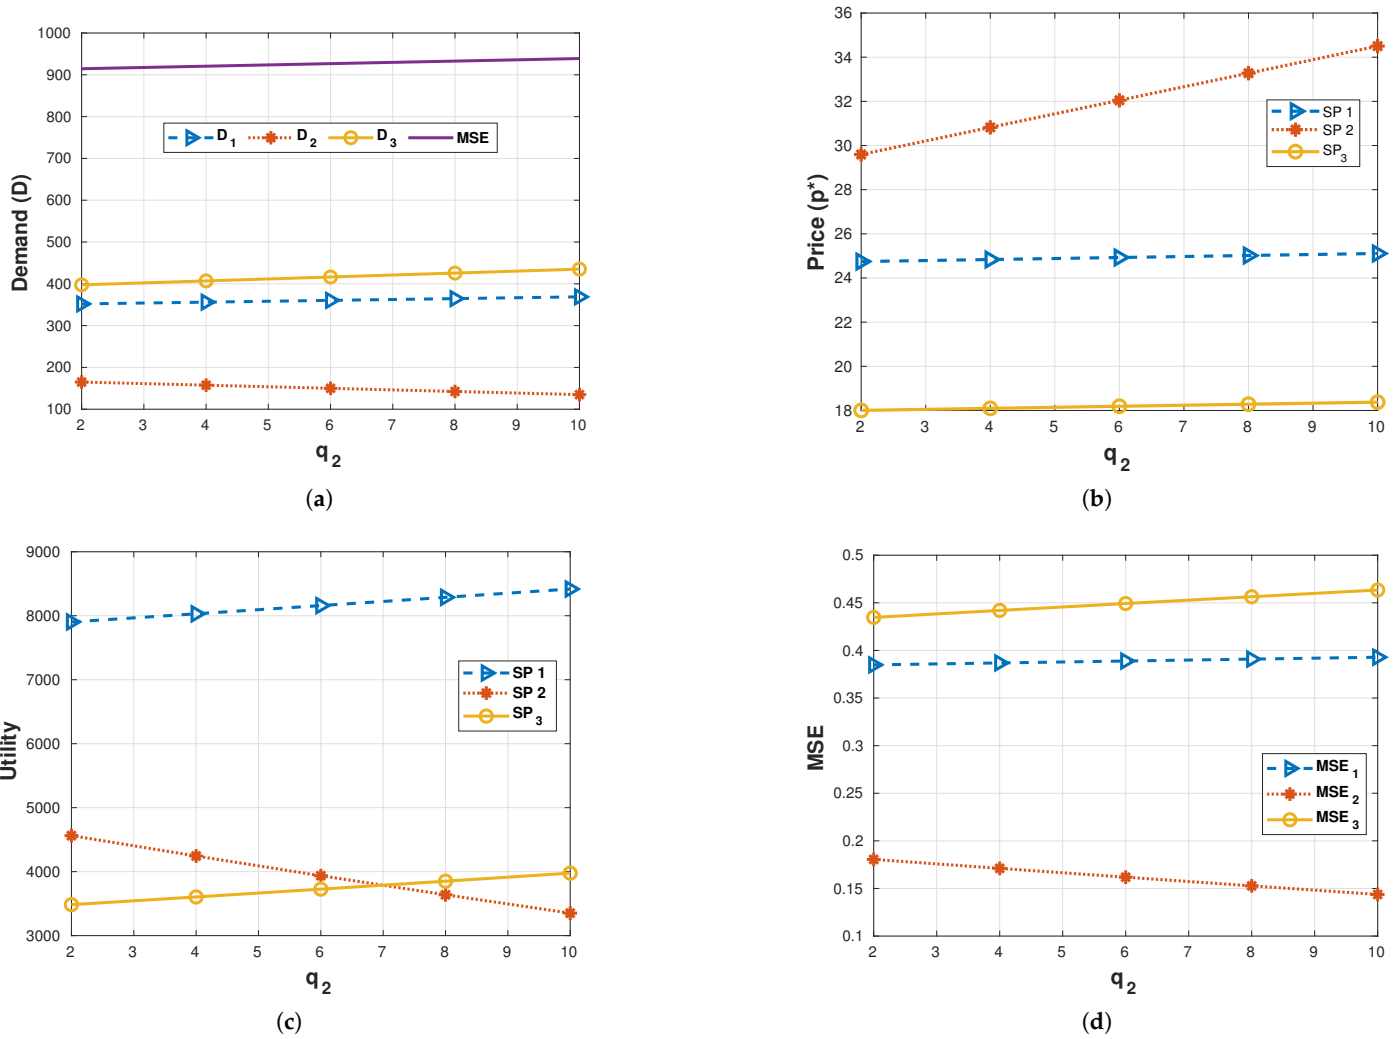 1000
900
800
700
600
500
400
300
200
100
2 3 4 5 6 7 8 9 10
Demand (D)
q2
D1 D2 D3 MSE
(a)
36
34
32
30
28
26
24
22
20
18
2 3 4 5 6 7 8 9 10
Price (p*)
q2
SP 1
SP 2
SP3
(b)
9000
8000
7000
6000
5000
4000
3000
2 3 4 5 6 7 8 9 10
Utility
q2
SP 1
SP 2
SP3
(c)
0.5
0.45
0.4
0.35
0.3
0.25
0.2
0.15
0.1
2 3 4 5 6 7 8 9 10
MSE
q2
MSE1
MSE2
MSE3
(d)